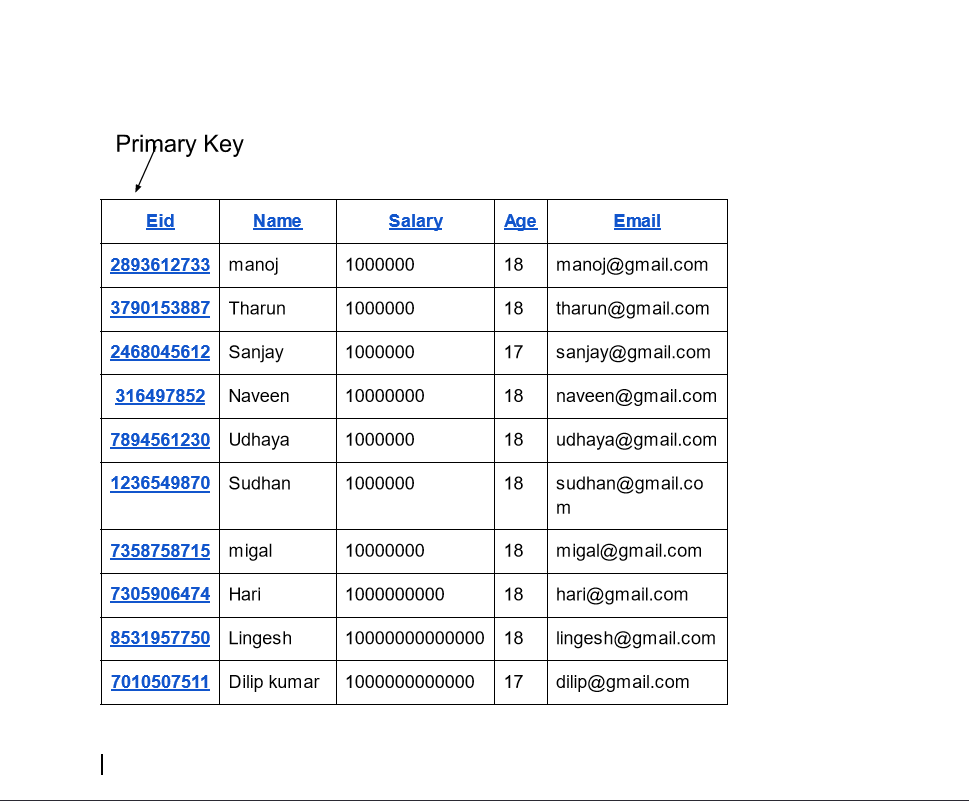 Primary Key
Eid Name Salary Age Email
2893612733 manoj 1000000 18 manoj@gmail.com
3790153887 Tharun 1000000 18 tharun@gmail.com
2468045612 Sanjay 1000000 17 sanjay@gmail.com
316497852 Naveen 10000000 18 naveen@gmail.com
7894561230 Udhaya 1000000 18 udhaya@gmail.com
1236549870 Sudhan 1000000 18 sudhan@gmail.co
m
7358758715 migal 10000000 18 migal@gmail.com
7305906474 Hari 1000000000 18 hari@gmail.com
8531957750 Lingesh 10000000000000 18 lingesh@gmail.com
7010507511 Dilip kumar 1000000000000 17 dilip@gmail.com